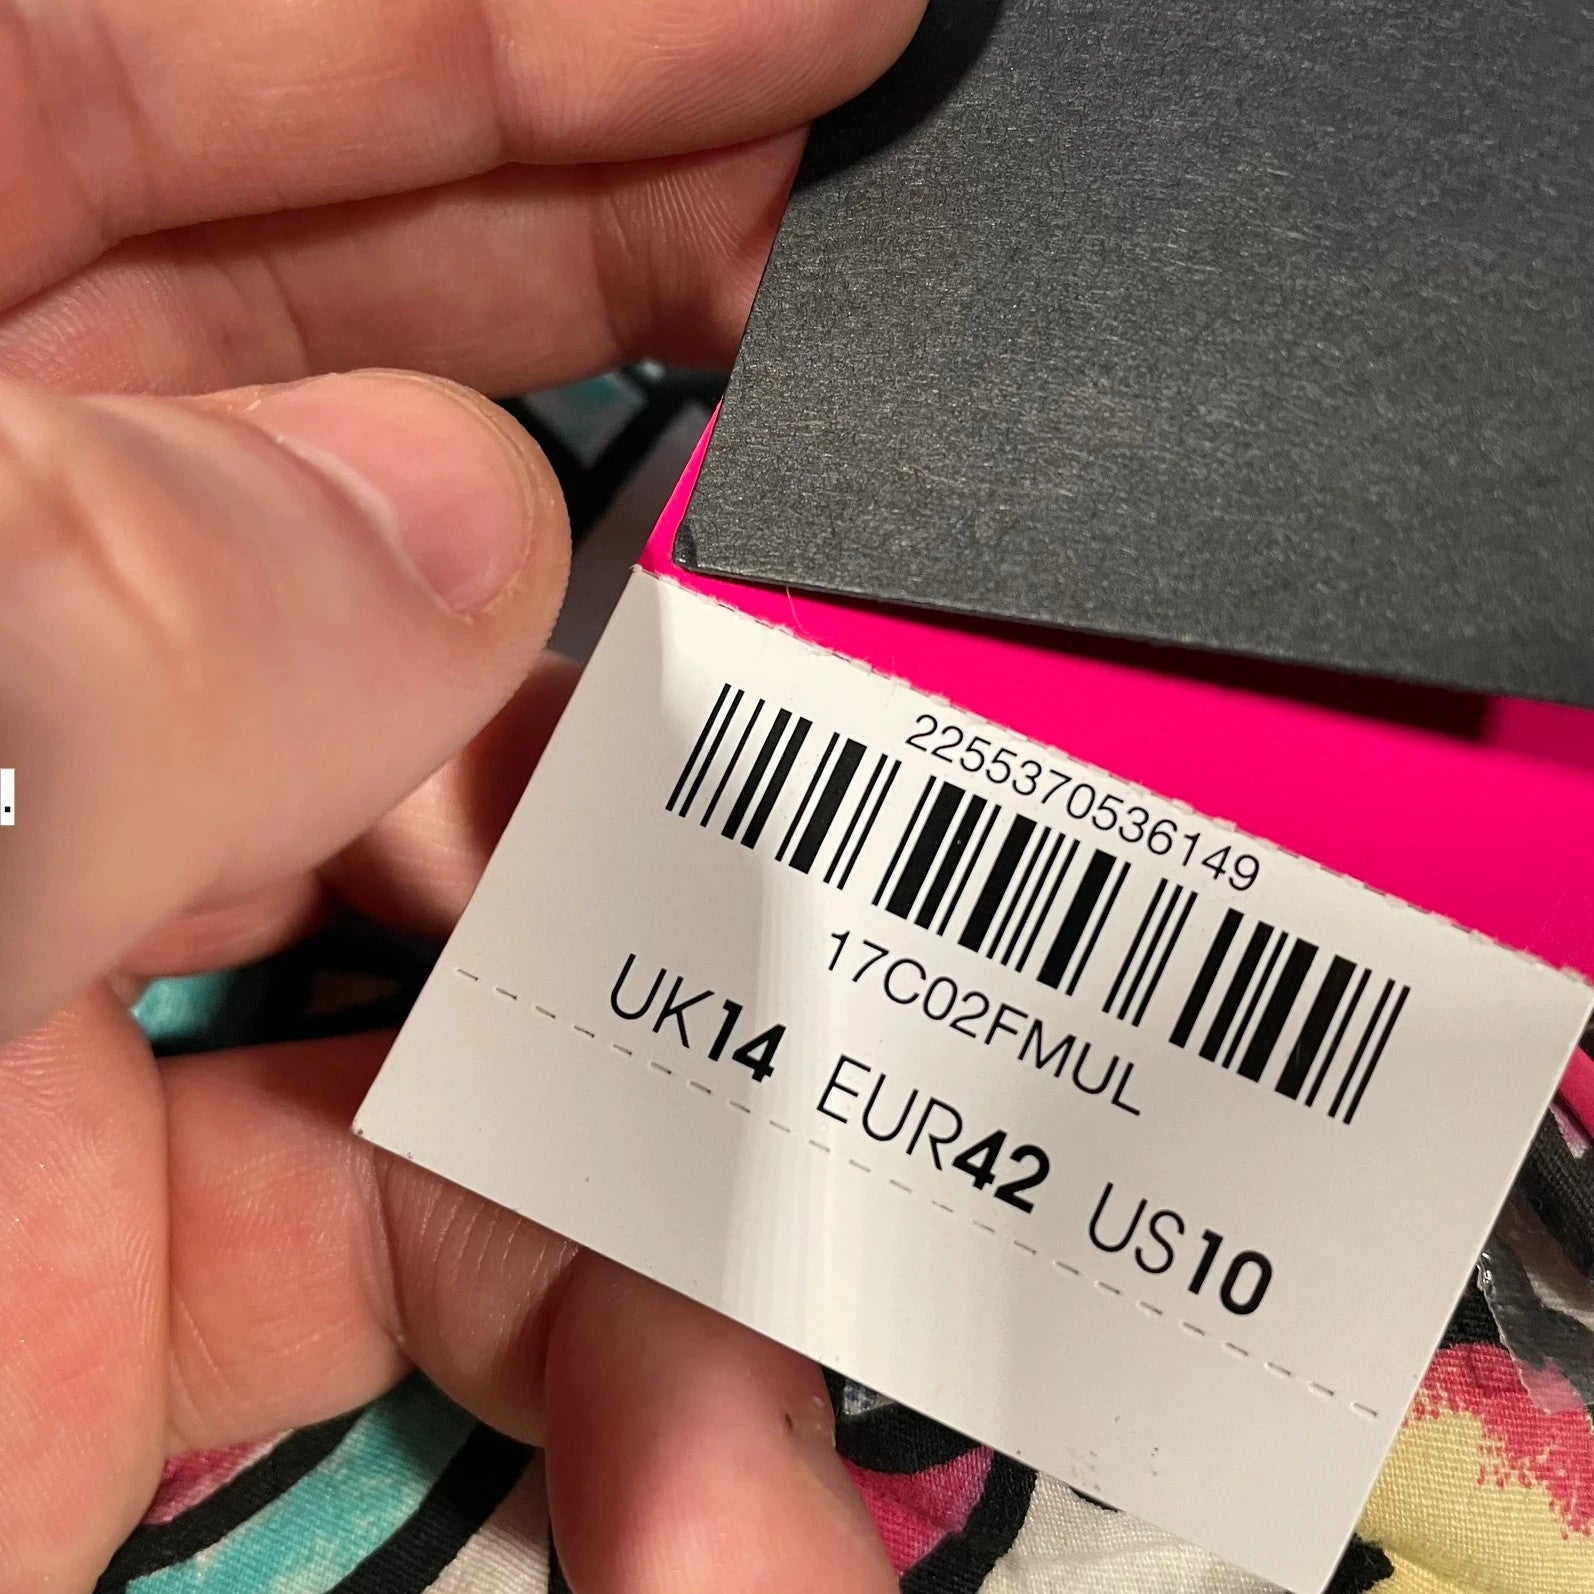 2255370536149
17C02FMUL
UK14 EUR42 US10
.